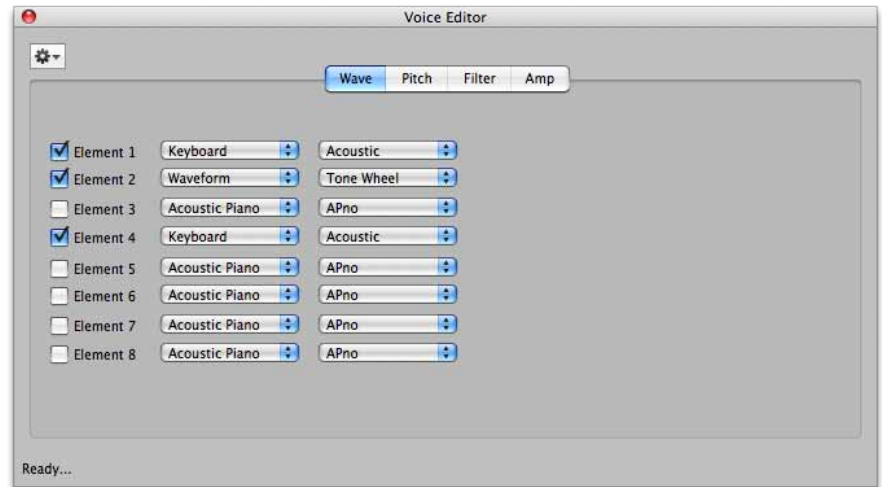 Voice Editor
Wave Pitch Filter Amp
Element 1 Keyboard Acoustic
Element 2 Waveform Tone Wheel
Element 3 Acoustic Piano APno
Element 4 Keyboard Acoustic
Element 5 Acoustic Piano APno
Element 6 Acoustic Piano APno
Element 7 Acoustic Piano APno
Element 8 Acoustic Piano APno
Ready...